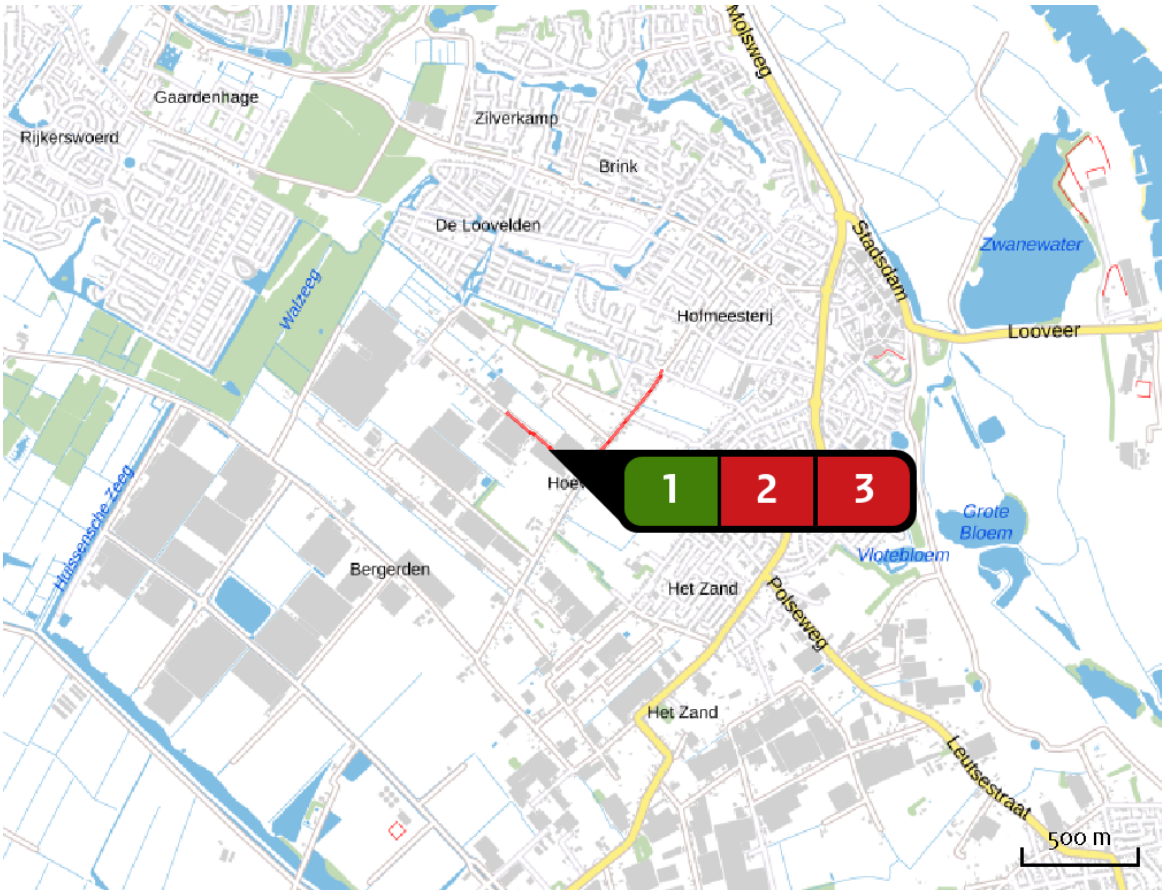 Molsweg
Gaardenhage
Zilverkamp
Rijkerswoerd
Brink
De Loovelden
Stadsdam
Zwanewater
Walzeeg
Hofmeesterij
Looveer
Huissensche Zeeg
1 2 3
Grote
Bloem
Vlotebloem
Bergerden
Het Zand
Polseweg
Het Zand
Leutsestraat
500 m